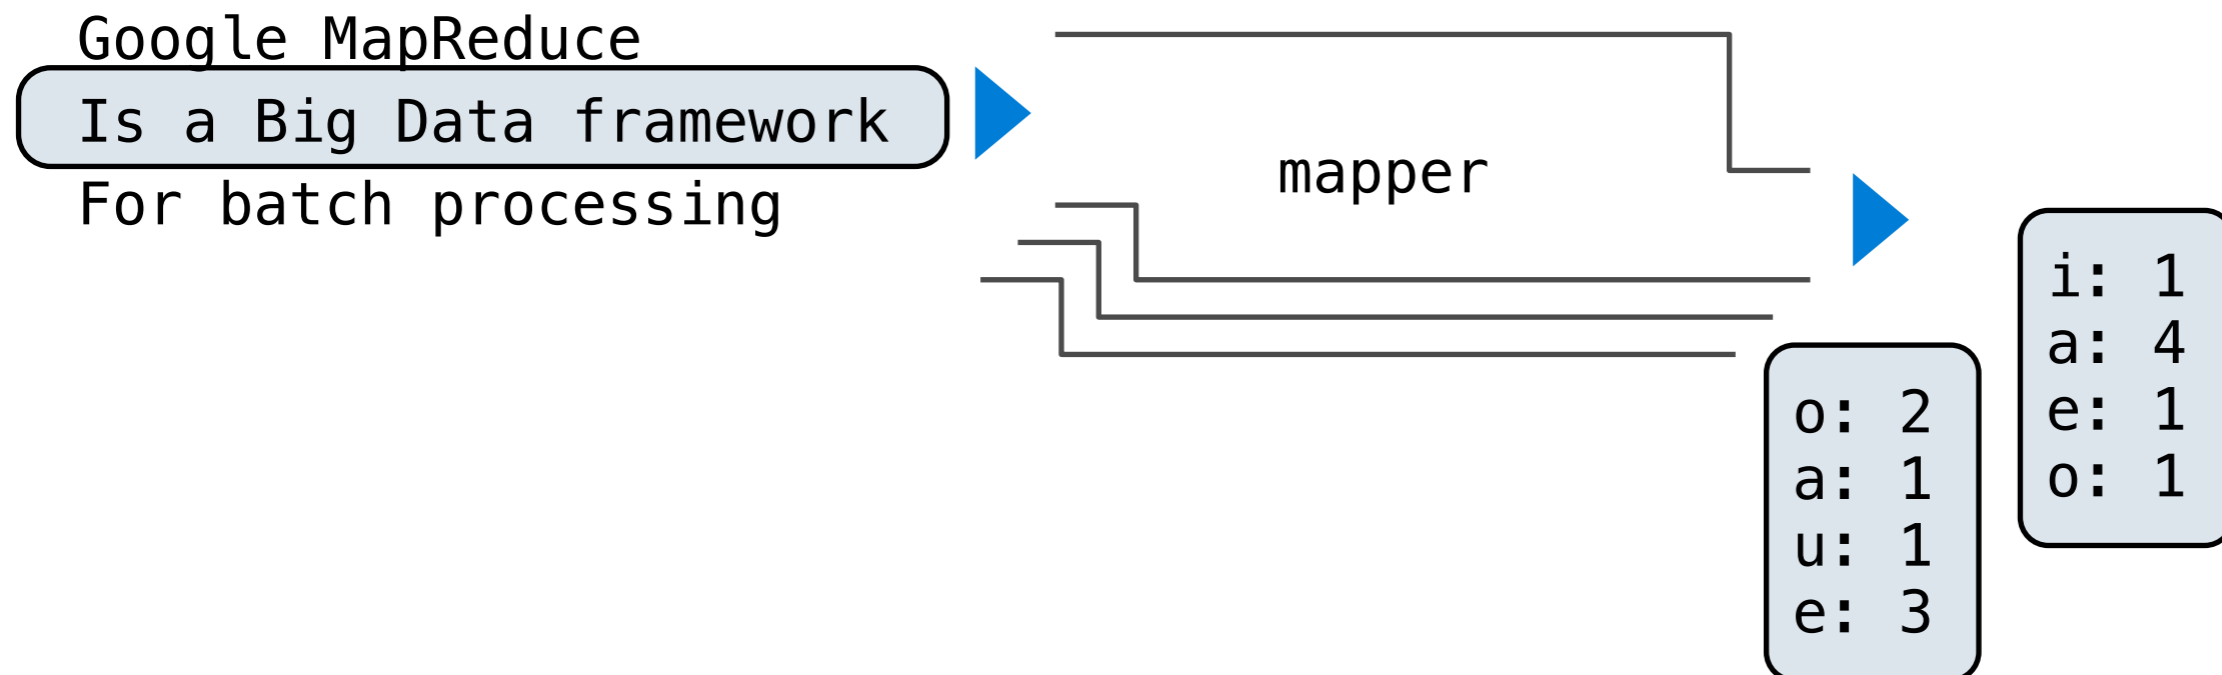 Google MapReduce
Is a Big Data framework
For batch processing
mapper
o: 2
a: 1
u: 1
e: 3
i: 1
a: 4
e: 1
o: 1